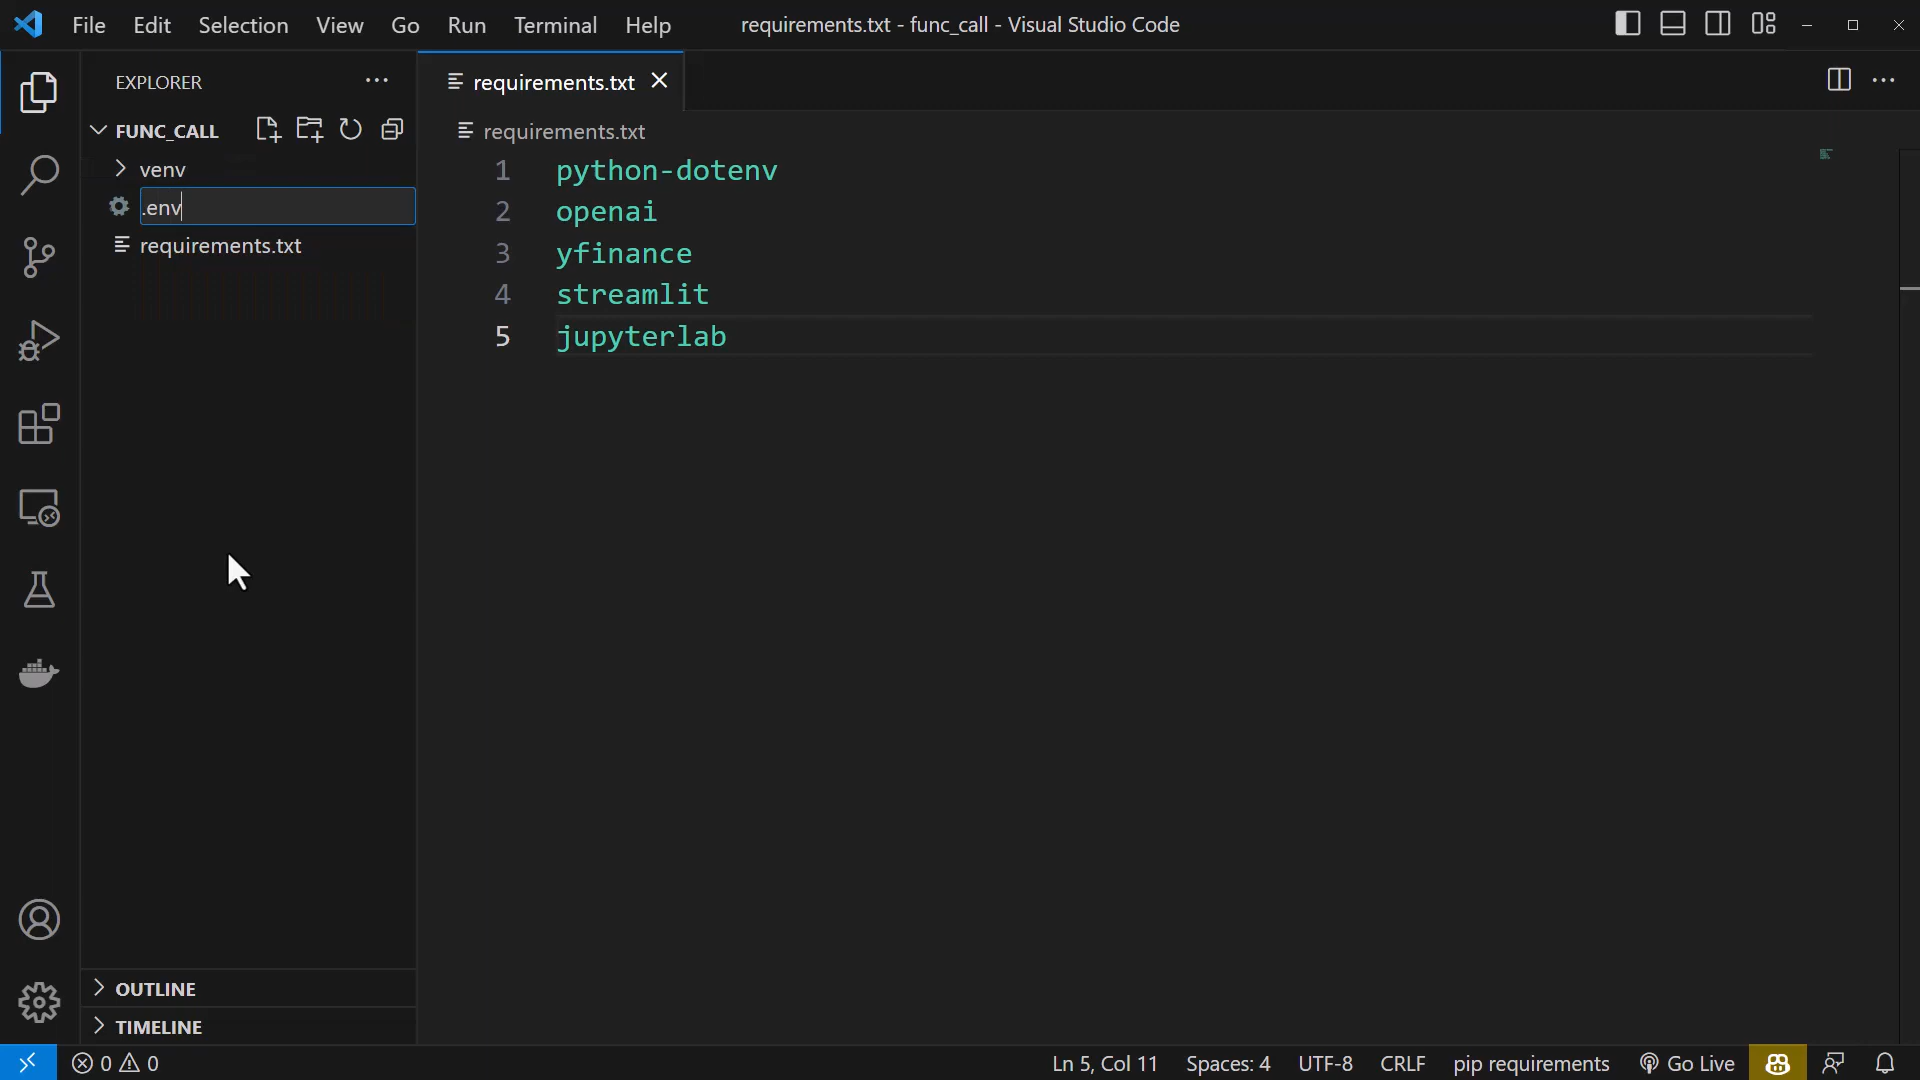 File Edit Selection View Go Run Terminal Help
requirements.txt - func_call - Visual Studio Code
EXPLORER
requirements.txt
FUNC_CALL
requirements.txt
venv
.env
requirements.txt
1 python-dotenv
2 openai
3 yfinance
4 streamlit
5 jupyterlab
OUTLINE
TIMELINE
0 0
Ln 5, Col 11 Spaces: 4 UTF-8 CRLF pip requirements Go Live